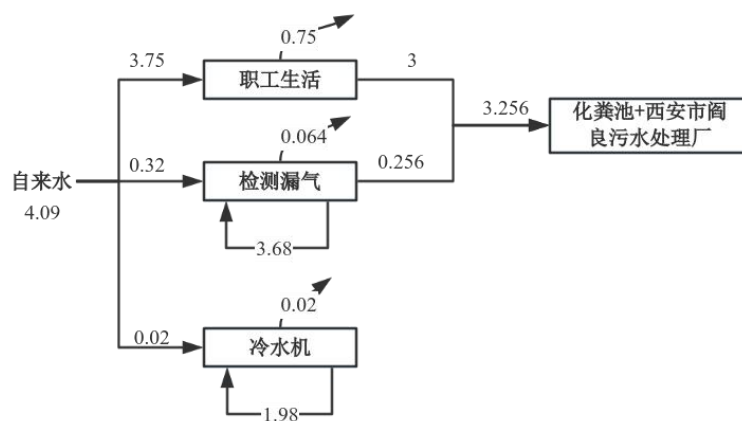 0.75
3.75
职工生活
3
0.064
3.256
化粪池+西安市阎
良污水处理厂
0.32
检测漏气
0.256
自来水
4.09
3.68
0.02
0.02
冷水机
1.98